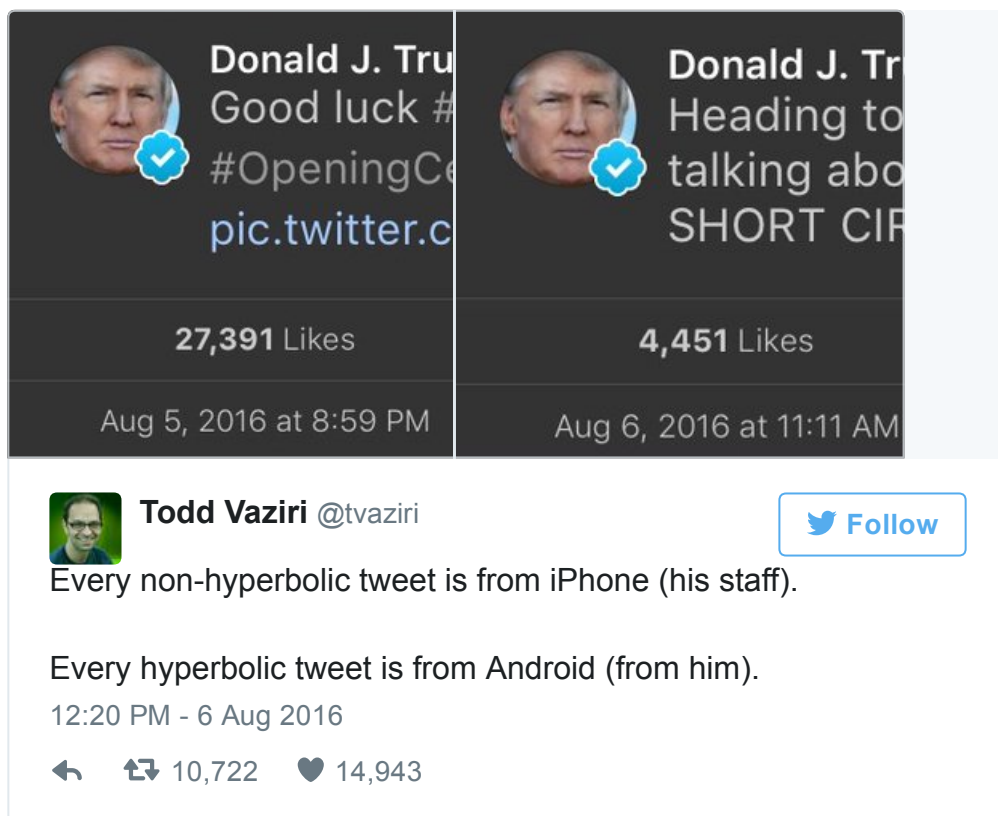 Donald J. Tru
Good luck #
#OpeningCe
pic.twitter.c
27,391 Likes
Aug 5, 2016 at 8:59 PM
Donald J. Tr
Heading to
talking abo
SHORT CIR
4,451 Likes
Aug 6, 2016 at 11:11 AM
Todd Vaziri @tvaziri
Follow
Every non-hyperbolic tweet is from iPhone (his staff).
Every hyperbolic tweet is from Android (from him).
12:20 PM - 6 Aug 2016
10,722 14,943